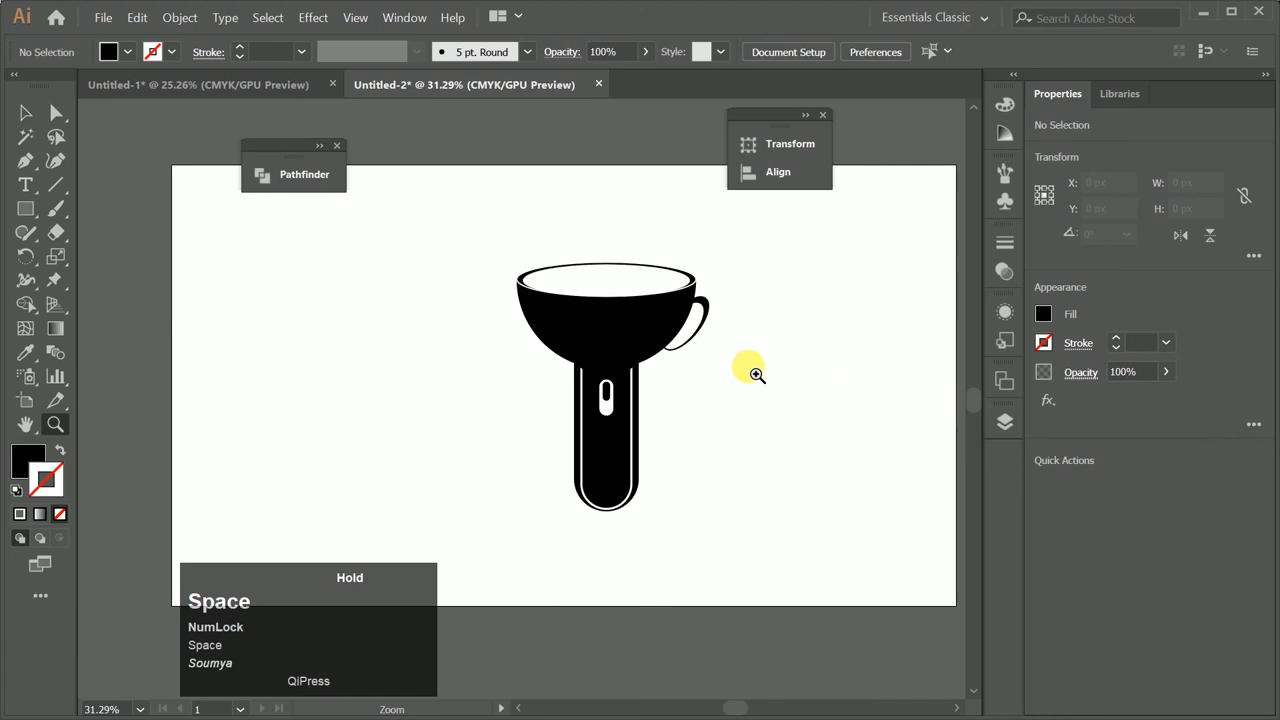 Ai
File Edit Object Type Select Effect View Window Help
Essentials Classic
Search Adobe Stock
No Selection
Stroke:
5 pt. Round
Opacity: 100%
Style:
Document Setup
Preferences
Untitled-1* @ 25.26% (CMYK/GPU Preview)
Untitled-2* @ 31.29% (CMYK/GPU Preview)
Properties
Libraries
Transform
Align
Pathfinder
No Selection
Transform
X: 0 px
W: 0 px
Y: 0 px
H: 0 px
0°
Appearance
Fill
Stroke
Opacity 100%
fx.
Quick Actions
Hold
Space
NumLock
Space
Soumya
QiPress
31.29%
1
Zoom